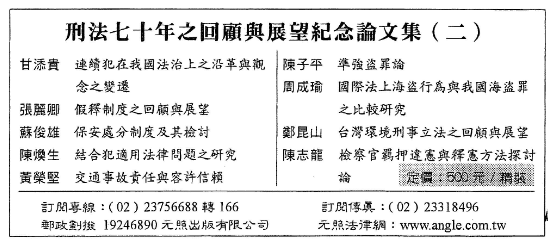 刑法七十年之回顧與展望紀念論文集（二）
甘添貴　連續犯在我國法治上之沿革與觀
念之變遷
張麗卿　假釋制度之回顧與展望
蘇俊雄　保安處分制度及其檢討
陳煥生　結合犯適用法律問題之研究
黃榮堅　交通事故責任與容許信賴
陳子平　準強盜罪論
周成瑜　國際法上海盜行為與我國海盜罪
之比較研究
鄭昆山　台灣環境刑事立法之回顧與展望
陳志龍　檢察官羈押違憲與釋憲方法探討
論
定價：500元／精裝
訂閱專線：（02）23756688 轉 166
訂閱傳真：（02）23318496
郵政劃撥 19246890 元照出版有限公司
元照法律網：www.angle.com.tw